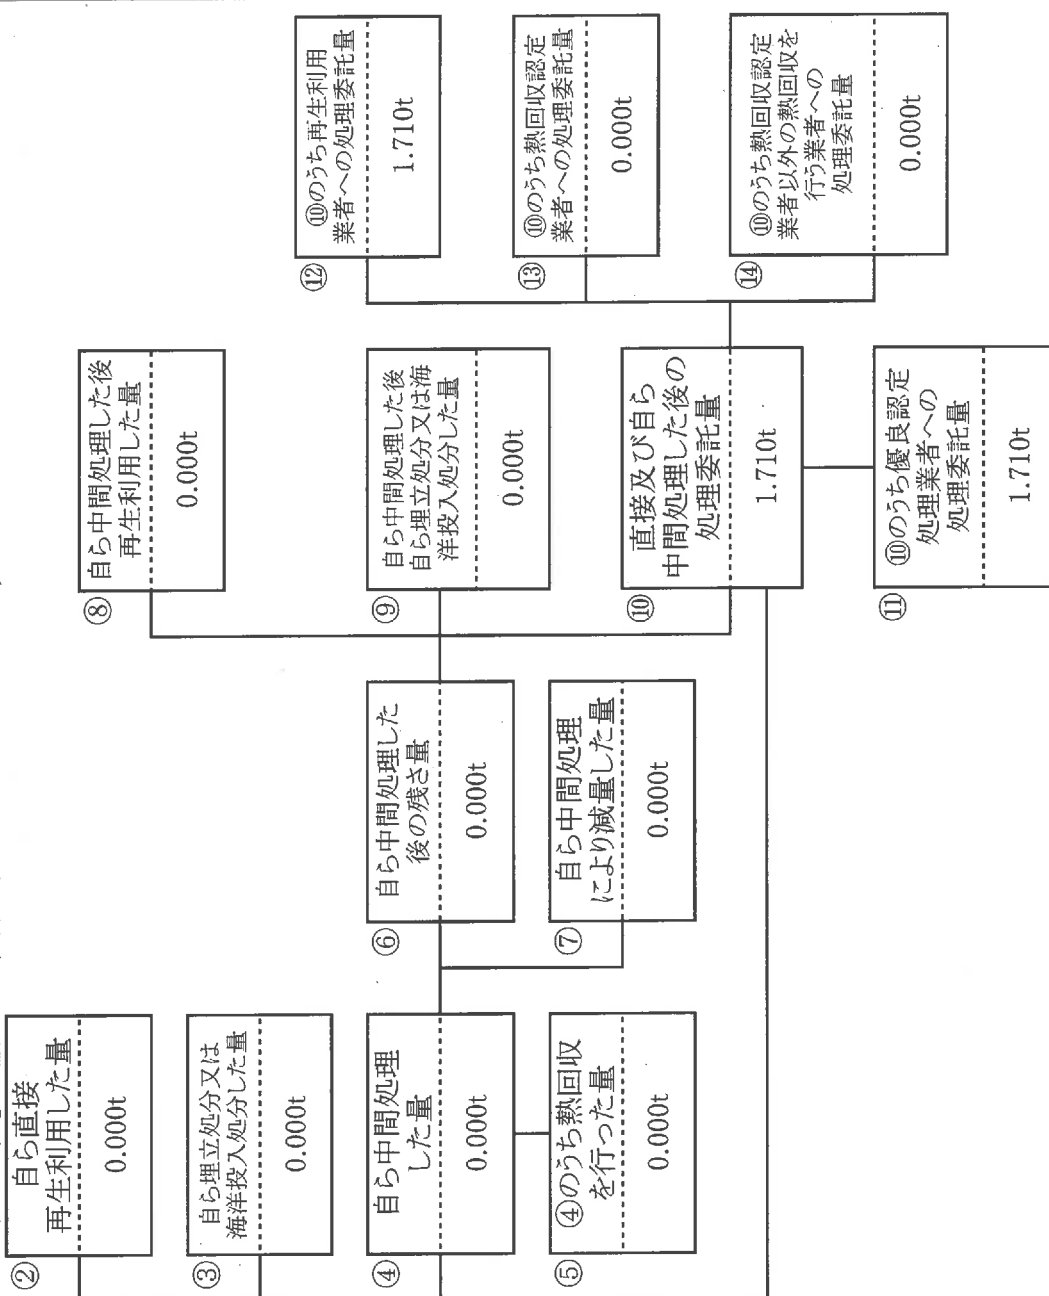 ②
自ら直接
再生利用した量
0.000t
③
自ら埋立処分又は
海洋投入処分した量
0.000t
④
自ら中間処理
した量
0.000t
⑤
④のうち熱回収
を行った量
0.000t
⑥
自ら中間処理した
後の残さ量
0.000t
⑦
自ら中間処理
により減量した量
0.000t
⑧
自ら中間処理した後
再生利用した量
0.000t
⑨
自ら中間処理した後
自ら埋立処分又は海
洋投入処分した量
0.000t
⑩
直接及び自ら
中間処理した後の
処理委託量
1.710t
⑪
⑩のうち優良認定
処理業者への
処理委託量
1.710t
⑫
⑩のうち再生利用
業者への処理委託量
1.710t
⑬
⑩のうち熱回収認定
業者への処理委託量
0.000t
⑭
⑩のうち熱回収認定
業者以外の熱回収を
行う業者への
処理委託量
0.000t